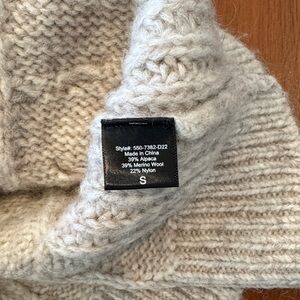 Style#: 550-7382-D22
Made in China
39% Alpaca
39% Merino Wool
22% Nylon
S